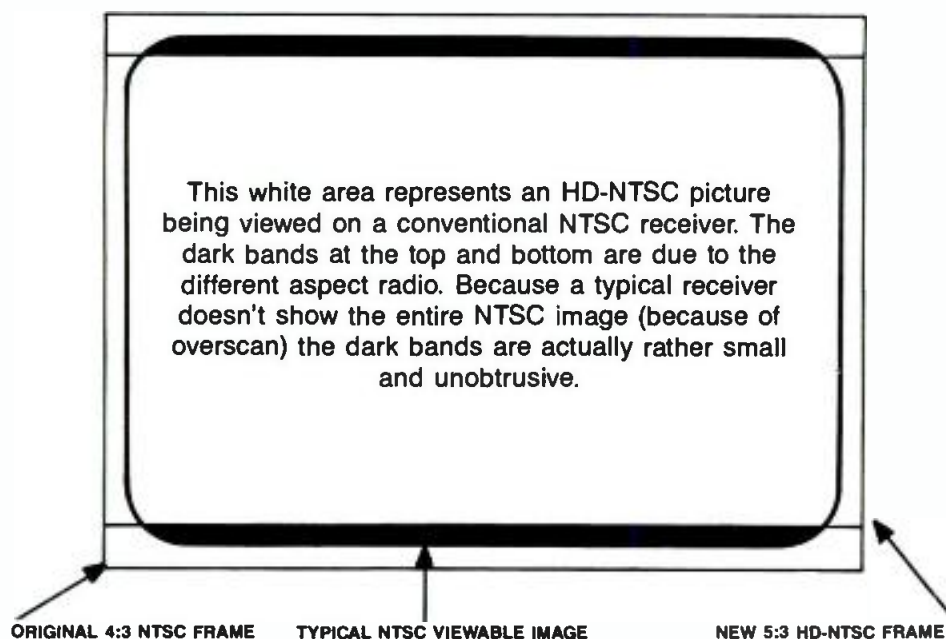 This white area represents an HD-NTSC picture
being viewed on a conventional NTSC receiver. The
dark bands at the top and bottom are due to the
different aspect radio. Because a typical receiver
doesn't show the entire NTSC image (because of
overscan) the dark bands are actually rather small
and unobtrusive.
ORIGINAL 4:3 NTSC FRAME TYPICAL NTSC VIEWABLE IMAGE NEW 5:3 HD-NTSC FRAME